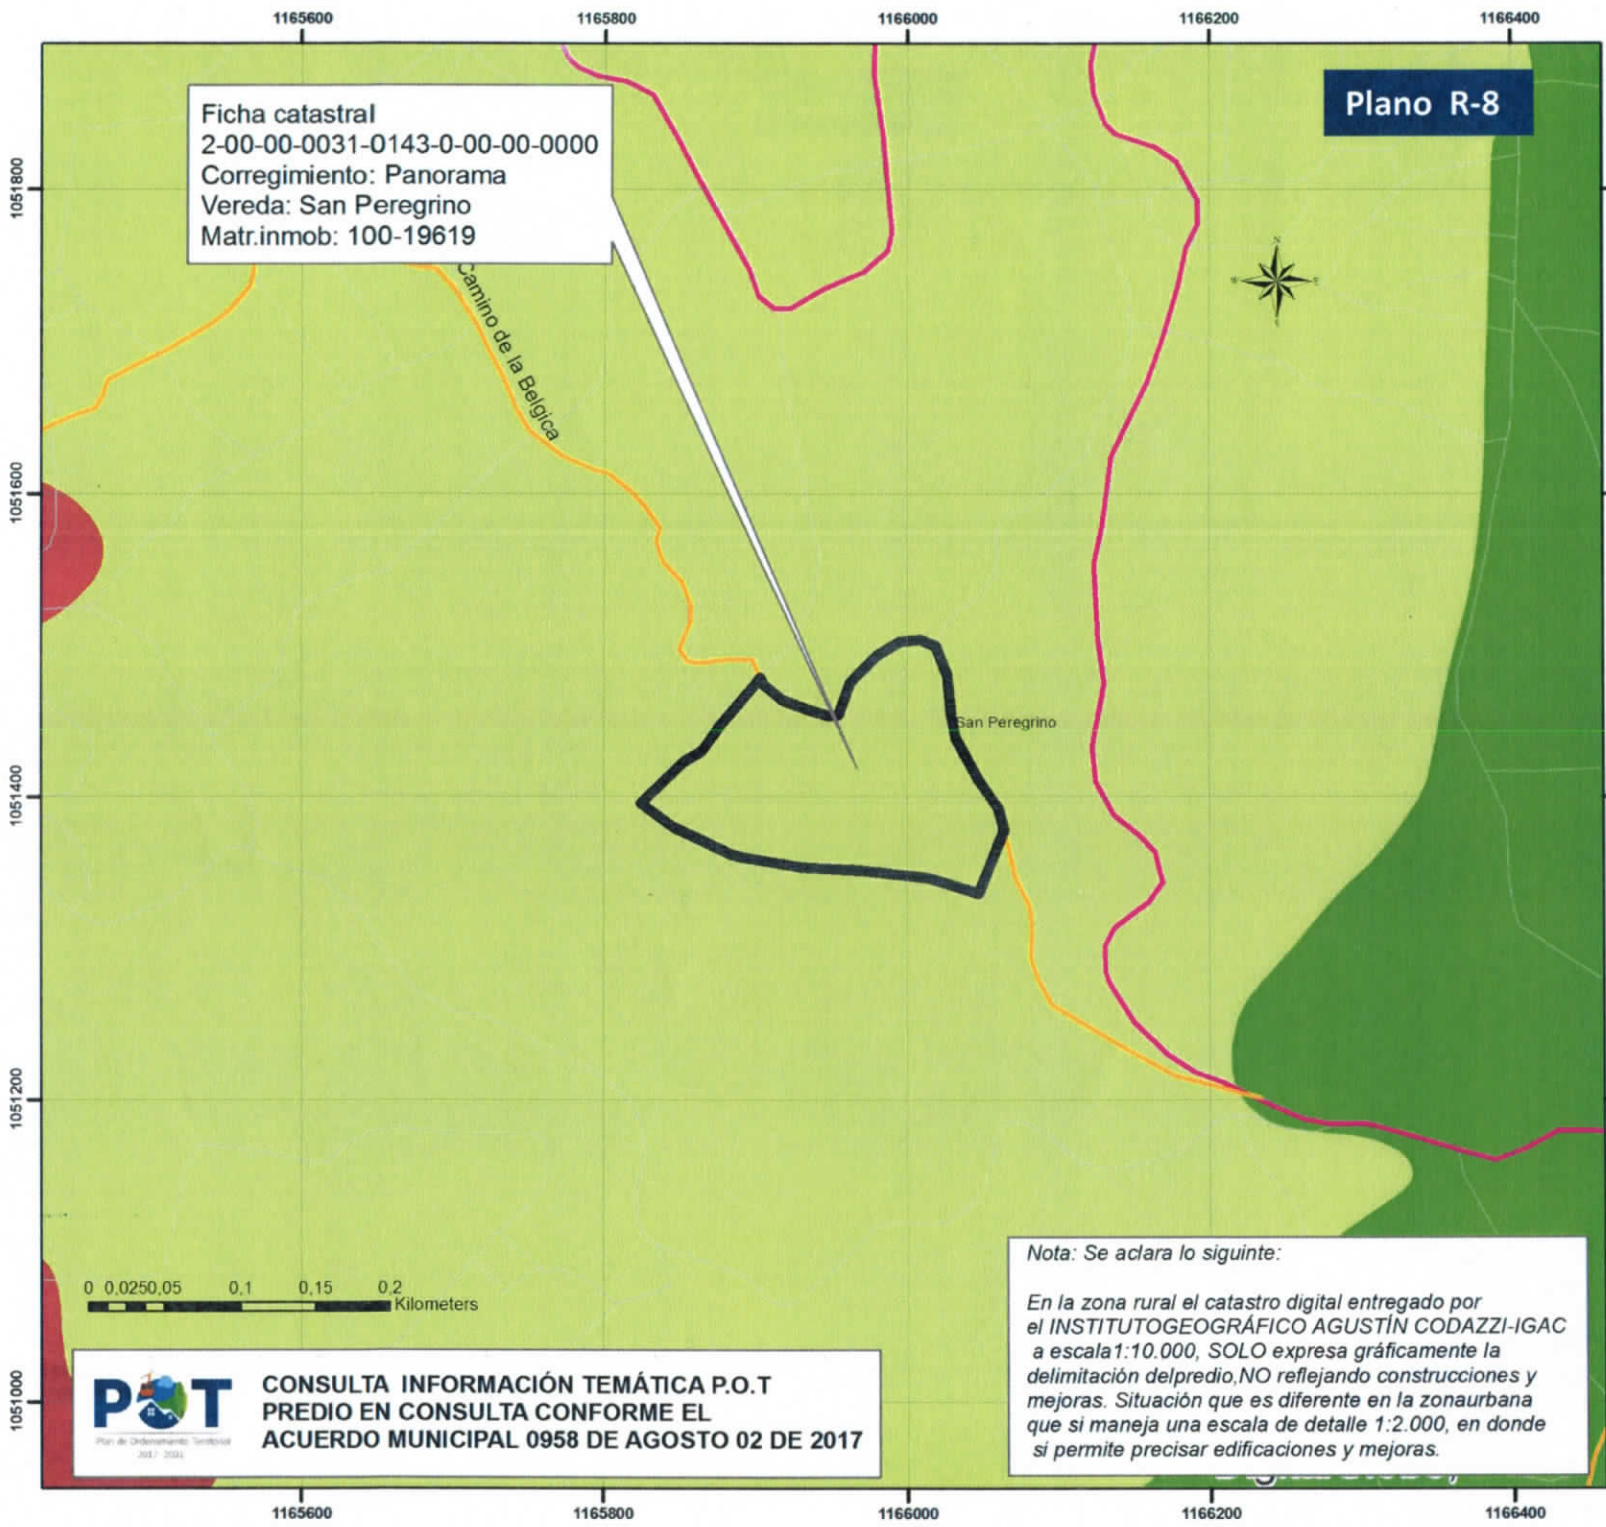 1165600
1165800
1166000
1166200
1166400
Plano R-8
Ficha catastral
2-00-00-0031-0143-0-00-00-0000
Corregimiento: Panorama
Vereda: San Peregrino
Matr.inmob: 100-19619
1051800
1051600
1051400
1051200
1051000
Camino de la Belgica
San Peregrino
0 0,0250,05 0,1 0,15 0,2
Kilometers
POT
Plan de Ordenamiento Territorial
2017 - 2031
CONSULTA INFORMACIÓN TEMÁTICA P.O.T
PREDIO EN CONSULTA CONFORME EL
ACUERDO MUNICIPAL 0958 DE AGOSTO 02 DE 2017
Nota: Se aclara lo siguinte:
En la zona rural el catastro digital entregado por
el INSTITUTOGEOGRÁFICO AGUSTÍN CODAZZI-IGAC
a escala1:10.000, SOLO expresa gráficamente la
delimitación delpredio,NO reflejando construcciones y
mejoras. Situación que es diferente en la zonaurbana
que si maneja una escala de detalle 1:2.000, en donde
si permite precisar edificaciones y mejoras.
1165600
1165800
1166000
1166200
1166400